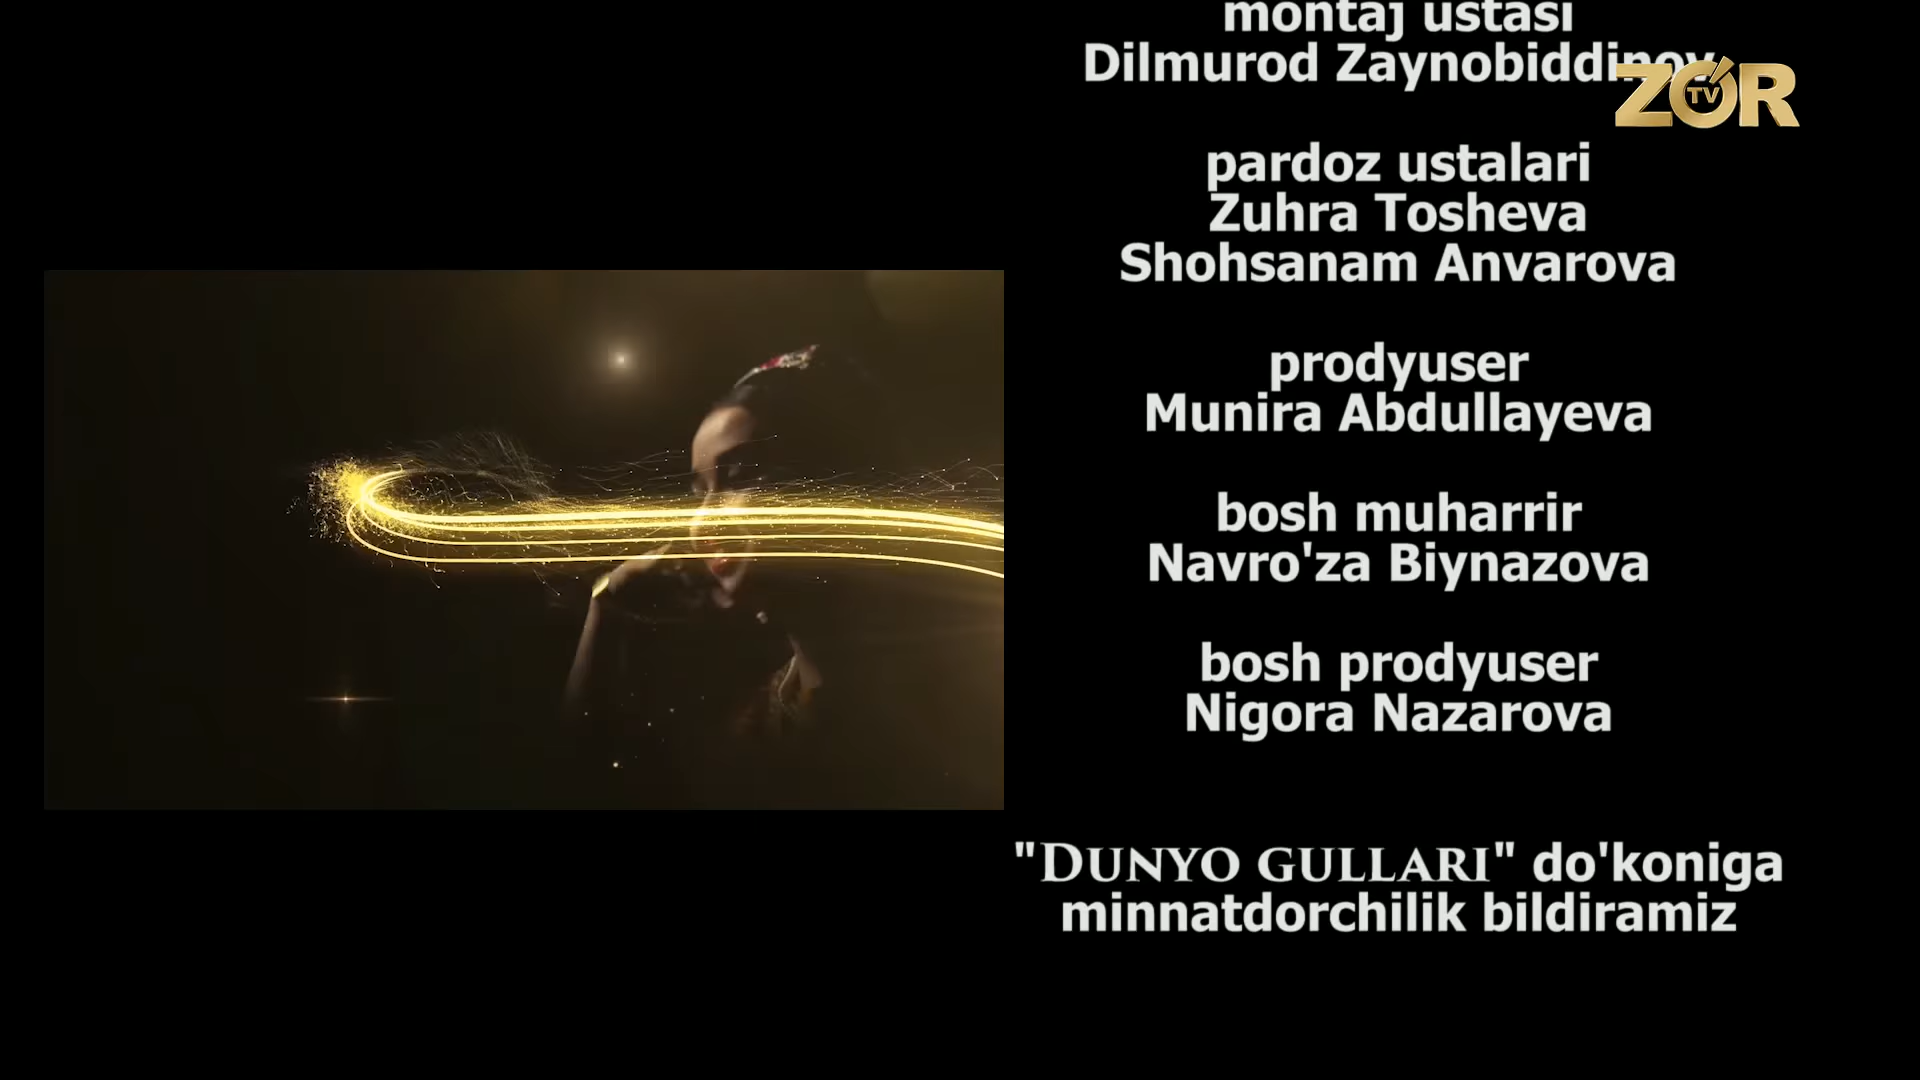 montaj ustasi
Dilmurod Zaynobiddinov
ZO'R
TV
pardoz ustalari
Zuhra Tosheva
Shohsanam Anvarova
prodyuser
Munira Abdullayeva
bosh muharrir
Navro'za Biynazova
bosh prodyuser
Nigora Nazarova
"DUNYO GULLARI" do'koniga
minnatdorchilik bildiramiz